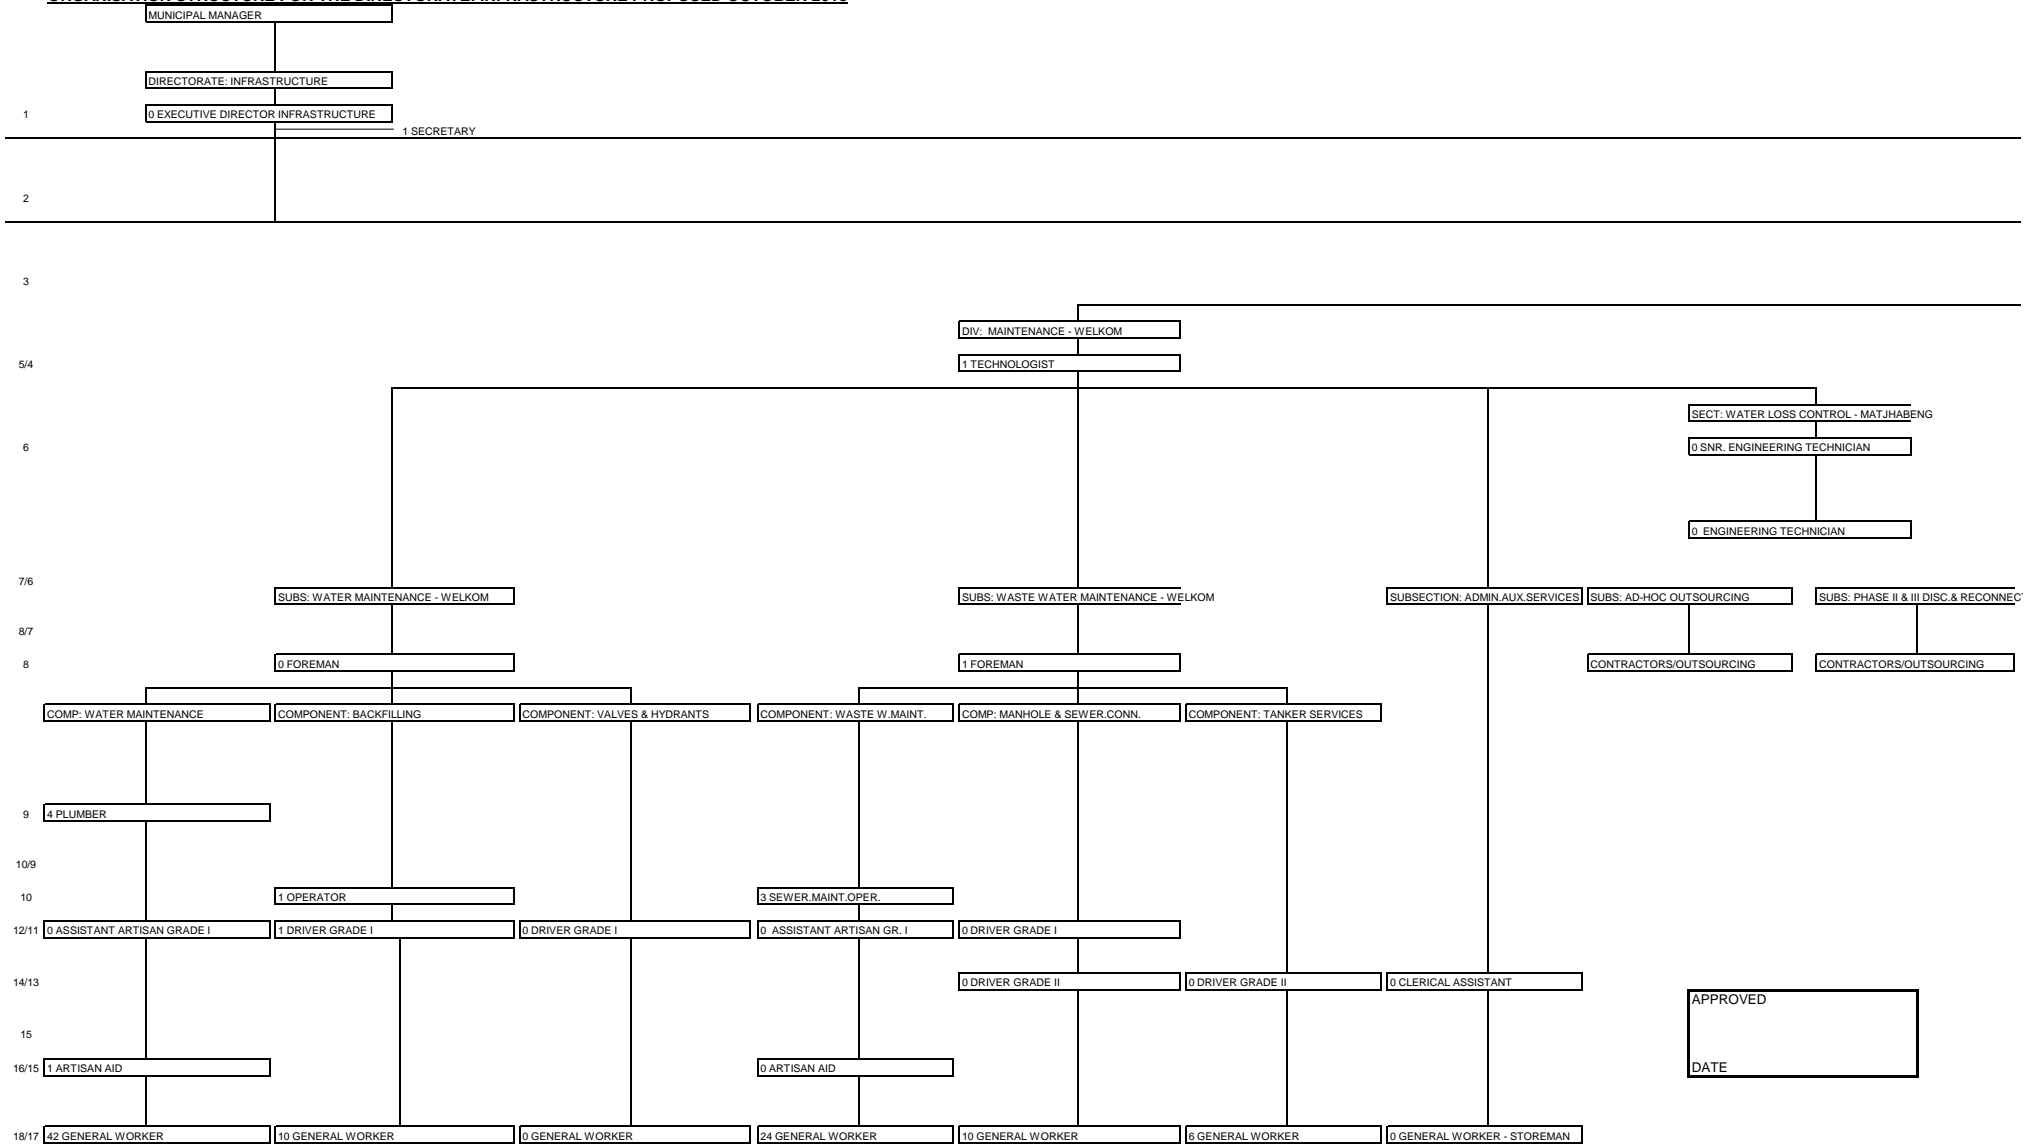 MUNICIPAL MANAGER
DIRECTORATE: INFRASTRUCTURE
1 0 EXECUTIVE DIRECTOR INFRASTRUCTURE
1 SECRETARY
2
3
DIV: MAINTENANCE - WELKOM
5/4 1 TECHNOLOGIST
SECT: WATER LOSS CONTROL - MATJHABENG
6 0 SNR. ENGINEERING TECHNICIAN
0 ENGINEERING TECHNICIAN
7/6
SUBS: WATER MAINTENANCE - WELKOM SUBS: WASTE WATER MAINTENANCE - WELKOM SUBSECTION: ADMIN.AUX.SERVICES SUBS: AD-HOC OUTSOURCING SUBS: PHASE II & III DISC.& RECONNEC
8/7
8 0 FOREMAN 1 FOREMAN CONTRACTORS/OUTSOURCING CONTRACTORS/OUTSOURCING
COMP: WATER MAINTENANCE COMPONENT: BACKFILLING COMPONENT: VALVES & HYDRANTS COMPONENT: WASTE W.MAINT. COMP: MANHOLE & SEWER.CONN. COMPONENT: TANKER SERVICES
9 4 PLUMBER
10/9
10 1 OPERATOR 3 SEWER.MAINT.OPER.
12/11 0 ASSISTANT ARTISAN GRADE I 1 DRIVER GRADE I 0 DRIVER GRADE I 0 ASSISTANT ARTISAN GR. I 0 DRIVER GRADE I
14/13 0 DRIVER GRADE II 0 DRIVER GRADE II 0 CLERICAL ASSISTANT
APPROVED
15
16/15 1 ARTISAN AID 0 ARTISAN AID DATE
18/17 42 GENERAL WORKER 10 GENERAL WORKER 0 GENERAL WORKER 24 GENERAL WORKER 10 GENERAL WORKER 6 GENERAL WORKER 0 GENERAL WORKER - STOREMAN